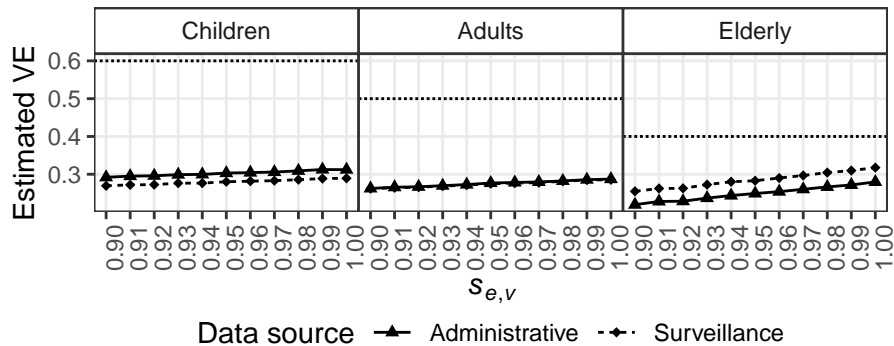 Children Adults Elderly
Estimated VE
0.6
0.5
0.4
0.3
0.90 0.91 0.92 0.93 0.94 0.95 0.96 0.97 0.98 0.99 1.00 0.90 0.91 0.92 0.93 0.94 0.95 0.96 0.97 0.98 0.99 1.00 0.90 0.91 0.92 0.93 0.94 0.95 0.96 0.97 0.98 0.99 1.00
s e,v
Data source Administrative Surveillance